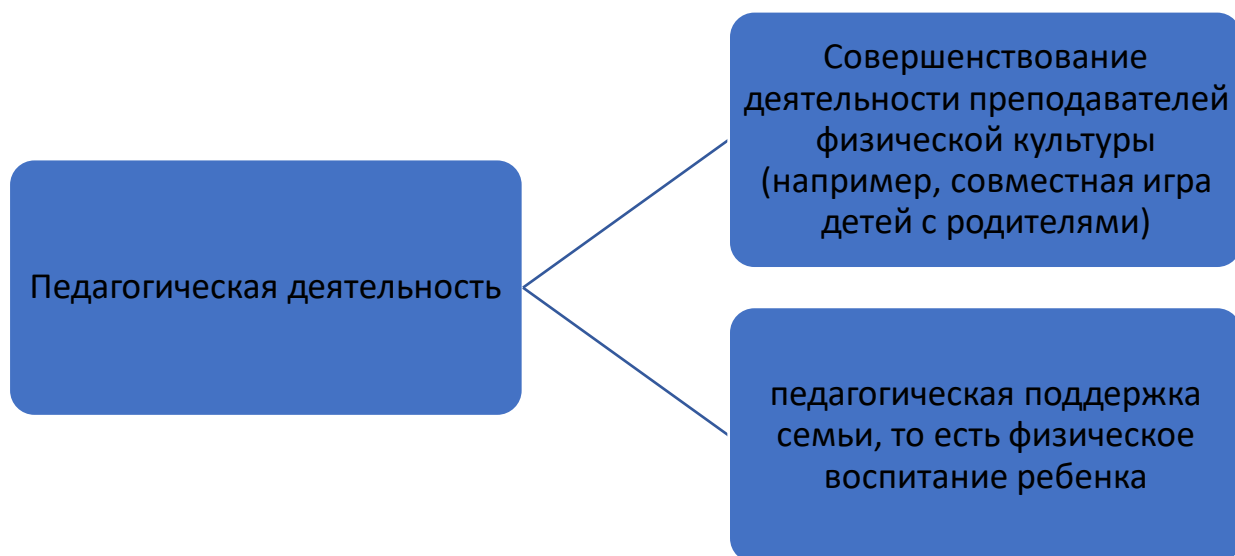 Педагогическая деятельность
Совершенствование
деятельности преподавателей
физической культуры
(например, совместная игра
детей с родителями)
педагогическая поддержка
семьи, то есть физическое
воспитание ребенка